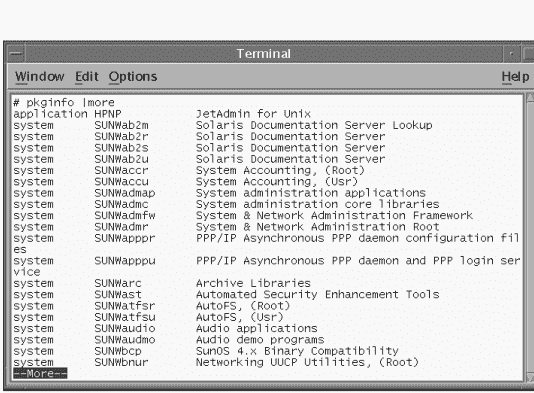 Terminal
Window Edit Options Help
# pkginfo |more
application HPNP JetAdmin for Unix
system SUNWab2m Solaris Documentation Server Lookup
system SUNWab2r Solaris Documentation Server
system SUNWab2s Solaris Documentation Server
system SUNWab2u Solaris Documentation Server
system SUNWaccr System Accounting, (Root)
system SUNWaccu System Accounting, (Usr)
system SUNWadmap System administration applications
system SUNWadmc System administration core libraries
system SUNWadmfw System & Network Administration Framework
system SUNWadmr System & Network Administration Root
system SUNWapppr PPP/IP Asynchronous PPP daemon configuration fil
es
system SUNWapppu PPP/IP Asynchronous PPP daemon and PPP login ser
vice
system SUNWarc Archive Libraries
system SUNWast Automated Security Enhancement Tools
system SUNWatfsr AutoFS, (Root)
system SUNWatfsu AutoFS, (Usr)
system SUNWaudio Audio applications
system SUNWaudmo Audio demo programs
system SUNWbcp SunOS 4.x Binary Compatibility
system SUNWbnur Networking UUCP Utilities, (Root)
--More--